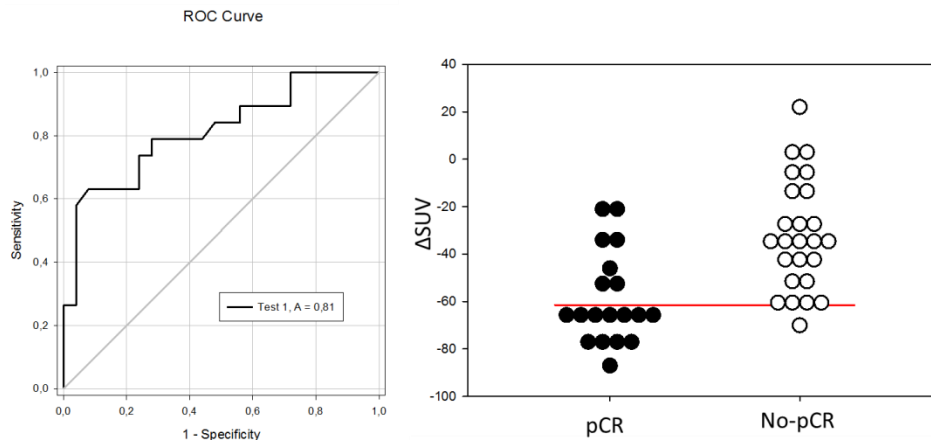 ROC Curve
1,0
0,8
0,6
0,4
0,2
0,0
Sensitivity
Test 1, A = 0,81
0,0 0,2 0,4 0,6 0,8 1,0
1 - Specificity
40
20
0
-20
-40
-60
-80
-100
ΔSUV
pCR No-pCR